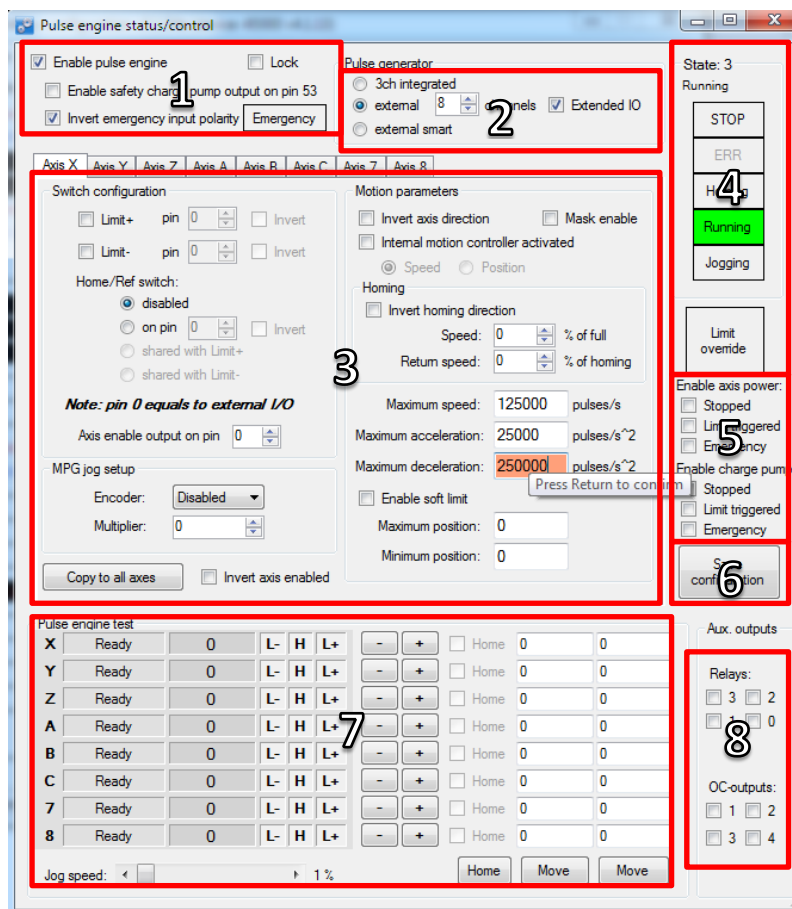 Pulse engine status/control
Enable pulse engine Lock
Enable safety charge pump output on pin 53
Invert emergency input polarity Emergency
1
Pulse generator
3ch integrated
external 8 channels Extended IO
external smart
2
State: 3
Running
STOP
ERR
Homing
Running
Jogging
4
Limit
override
Axis X Axis Y Axis Z Axis A Axis B Axis C Axis 7 Axis 8
Switch configuration
Limit+ pin 0 Invert
Limit- pin 0 Invert
Home/Ref switch:
disabled
on pin 0 Invert
shared with Limit+
shared with Limit-
Note: pin 0 equals to external I/O
Axis enable output on pin 0
MPG jog setup
Encoder: Disabled
Multiplier: 0
Copy to all axes Invert axis enabled
3
Motion parameters
Invert axis direction Mask enable
Internal motion controller activated
Speed Position
Homing
Invert homing direction
Speed: 0 % of full
Return speed: 0 % of homing
Maximum speed: 125000 pulses/s
Maximum acceleration: 25000 pulses/s^2
Maximum deceleration: 250000 pulses/s^2
Press Return to confirm
Enable soft limit
Maximum position: 0
Minimum position: 0
Enable axis power:
Stopped
Limit triggered
Emergency
5
Enable charge pump
Stopped
Limit triggered
Emergency
configuration
6
Pulse engine test
X Ready 0 L- H L+ - + Home 0 0
Y Ready 0 L- H L+ - + Home 0 0
Z Ready 0 L- H L+ - + Home 0 0
A Ready 0 L- H L+ - + Home 0 0
B Ready 0 L- H L+ - + Home 0 0
C Ready 0 L- H L+ - + Home 0 0
7 Ready 0 L- H L+ - + Home 0 0
8 Ready 0 L- H L+ - + Home 0 0
7
Jog speed: 1 % Home Move Move
Aux. outputs
Relays:
3 2
1 0
8
OC-outputs:
1 2
3 4